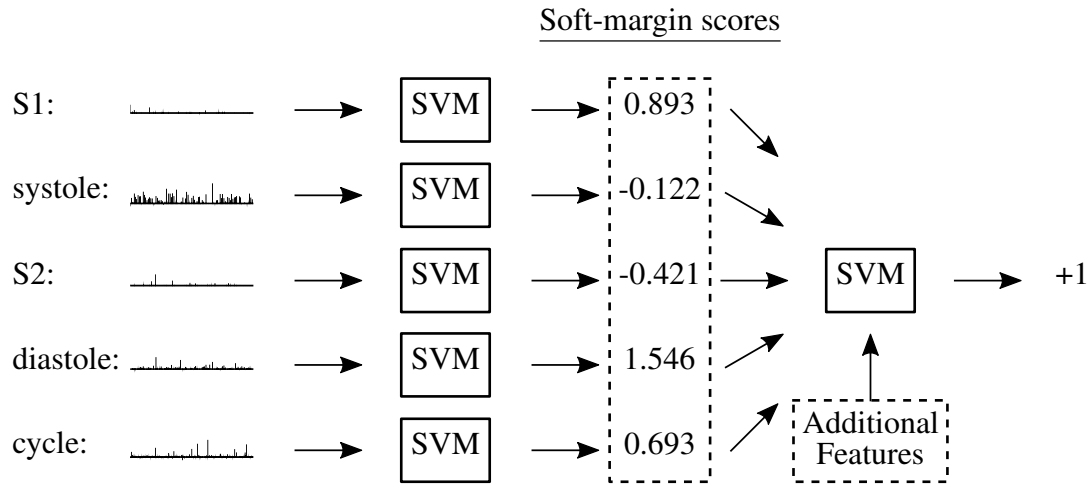 Soft-margin scores
S1: SVM 0.893
systole: SVM -0.122
S2: SVM -0.421 SVM +1
diastole: SVM 1.546
cycle: SVM 0.693
Additional
Features